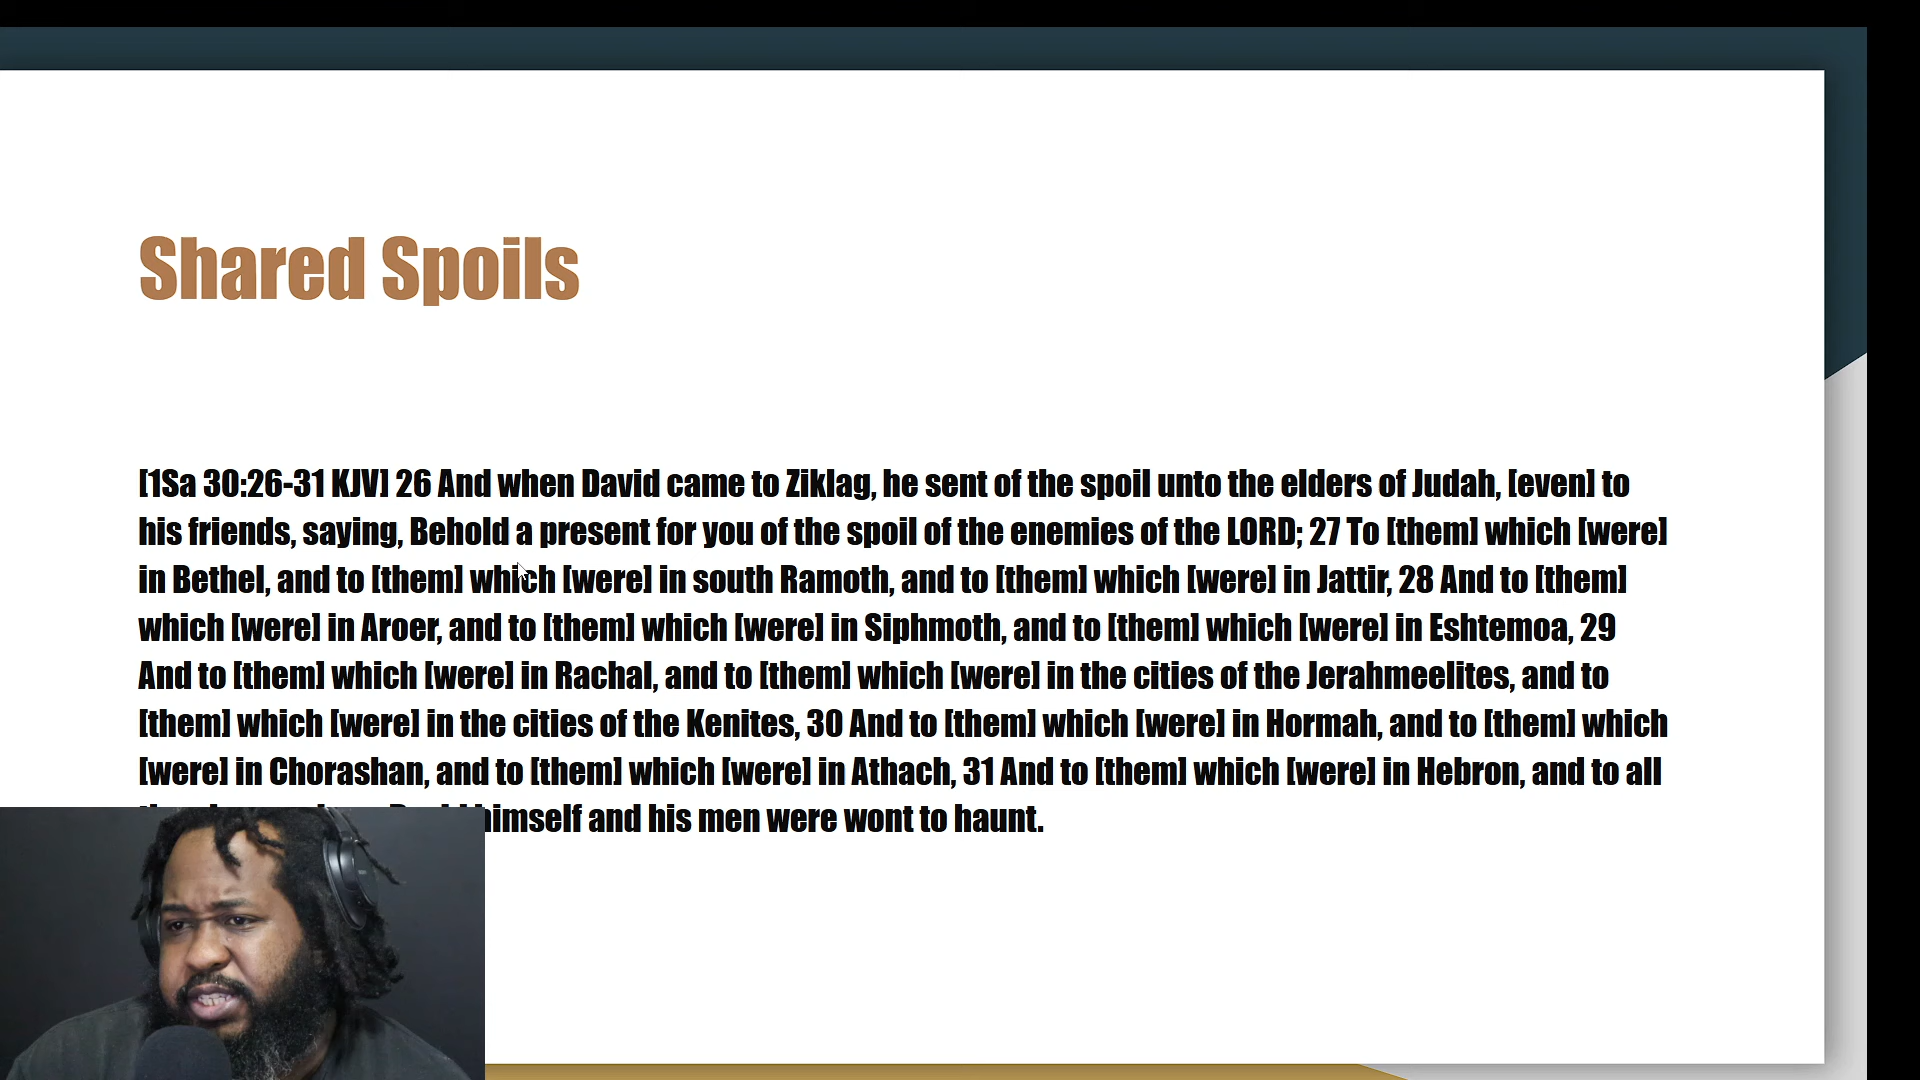 Shared Spoils
[1Sa 30:26-31 KJV] 26 And when David came to Ziklag, he sent of the spoil unto the elders of Judah, [even] to
his friends, saying, Behold a present for you of the spoil of the enemies of the LORD; 27 To [them] which [were]
in Bethel, and to [them] which [were] in south Ramoth, and to [them] which [were] in Jattir, 28 And to [them]
which [were] in Aroer, and to [them] which [were] in Siphmoth, and to [them] which [were] in Eshtemoa, 29
And to [them] which [were] in Rachal, and to [them] which [were] in the cities of the Jerahmeelites, and to
[them] which [were] in the cities of the Kenites, 30 And to [them] which [were] in Hormah, and to [them] which
[were] in Chorashan, and to [them] which [were] in Athach, 31 And to [them] which [were] in Hebron, and to all
himself and his men were wont to haunt.